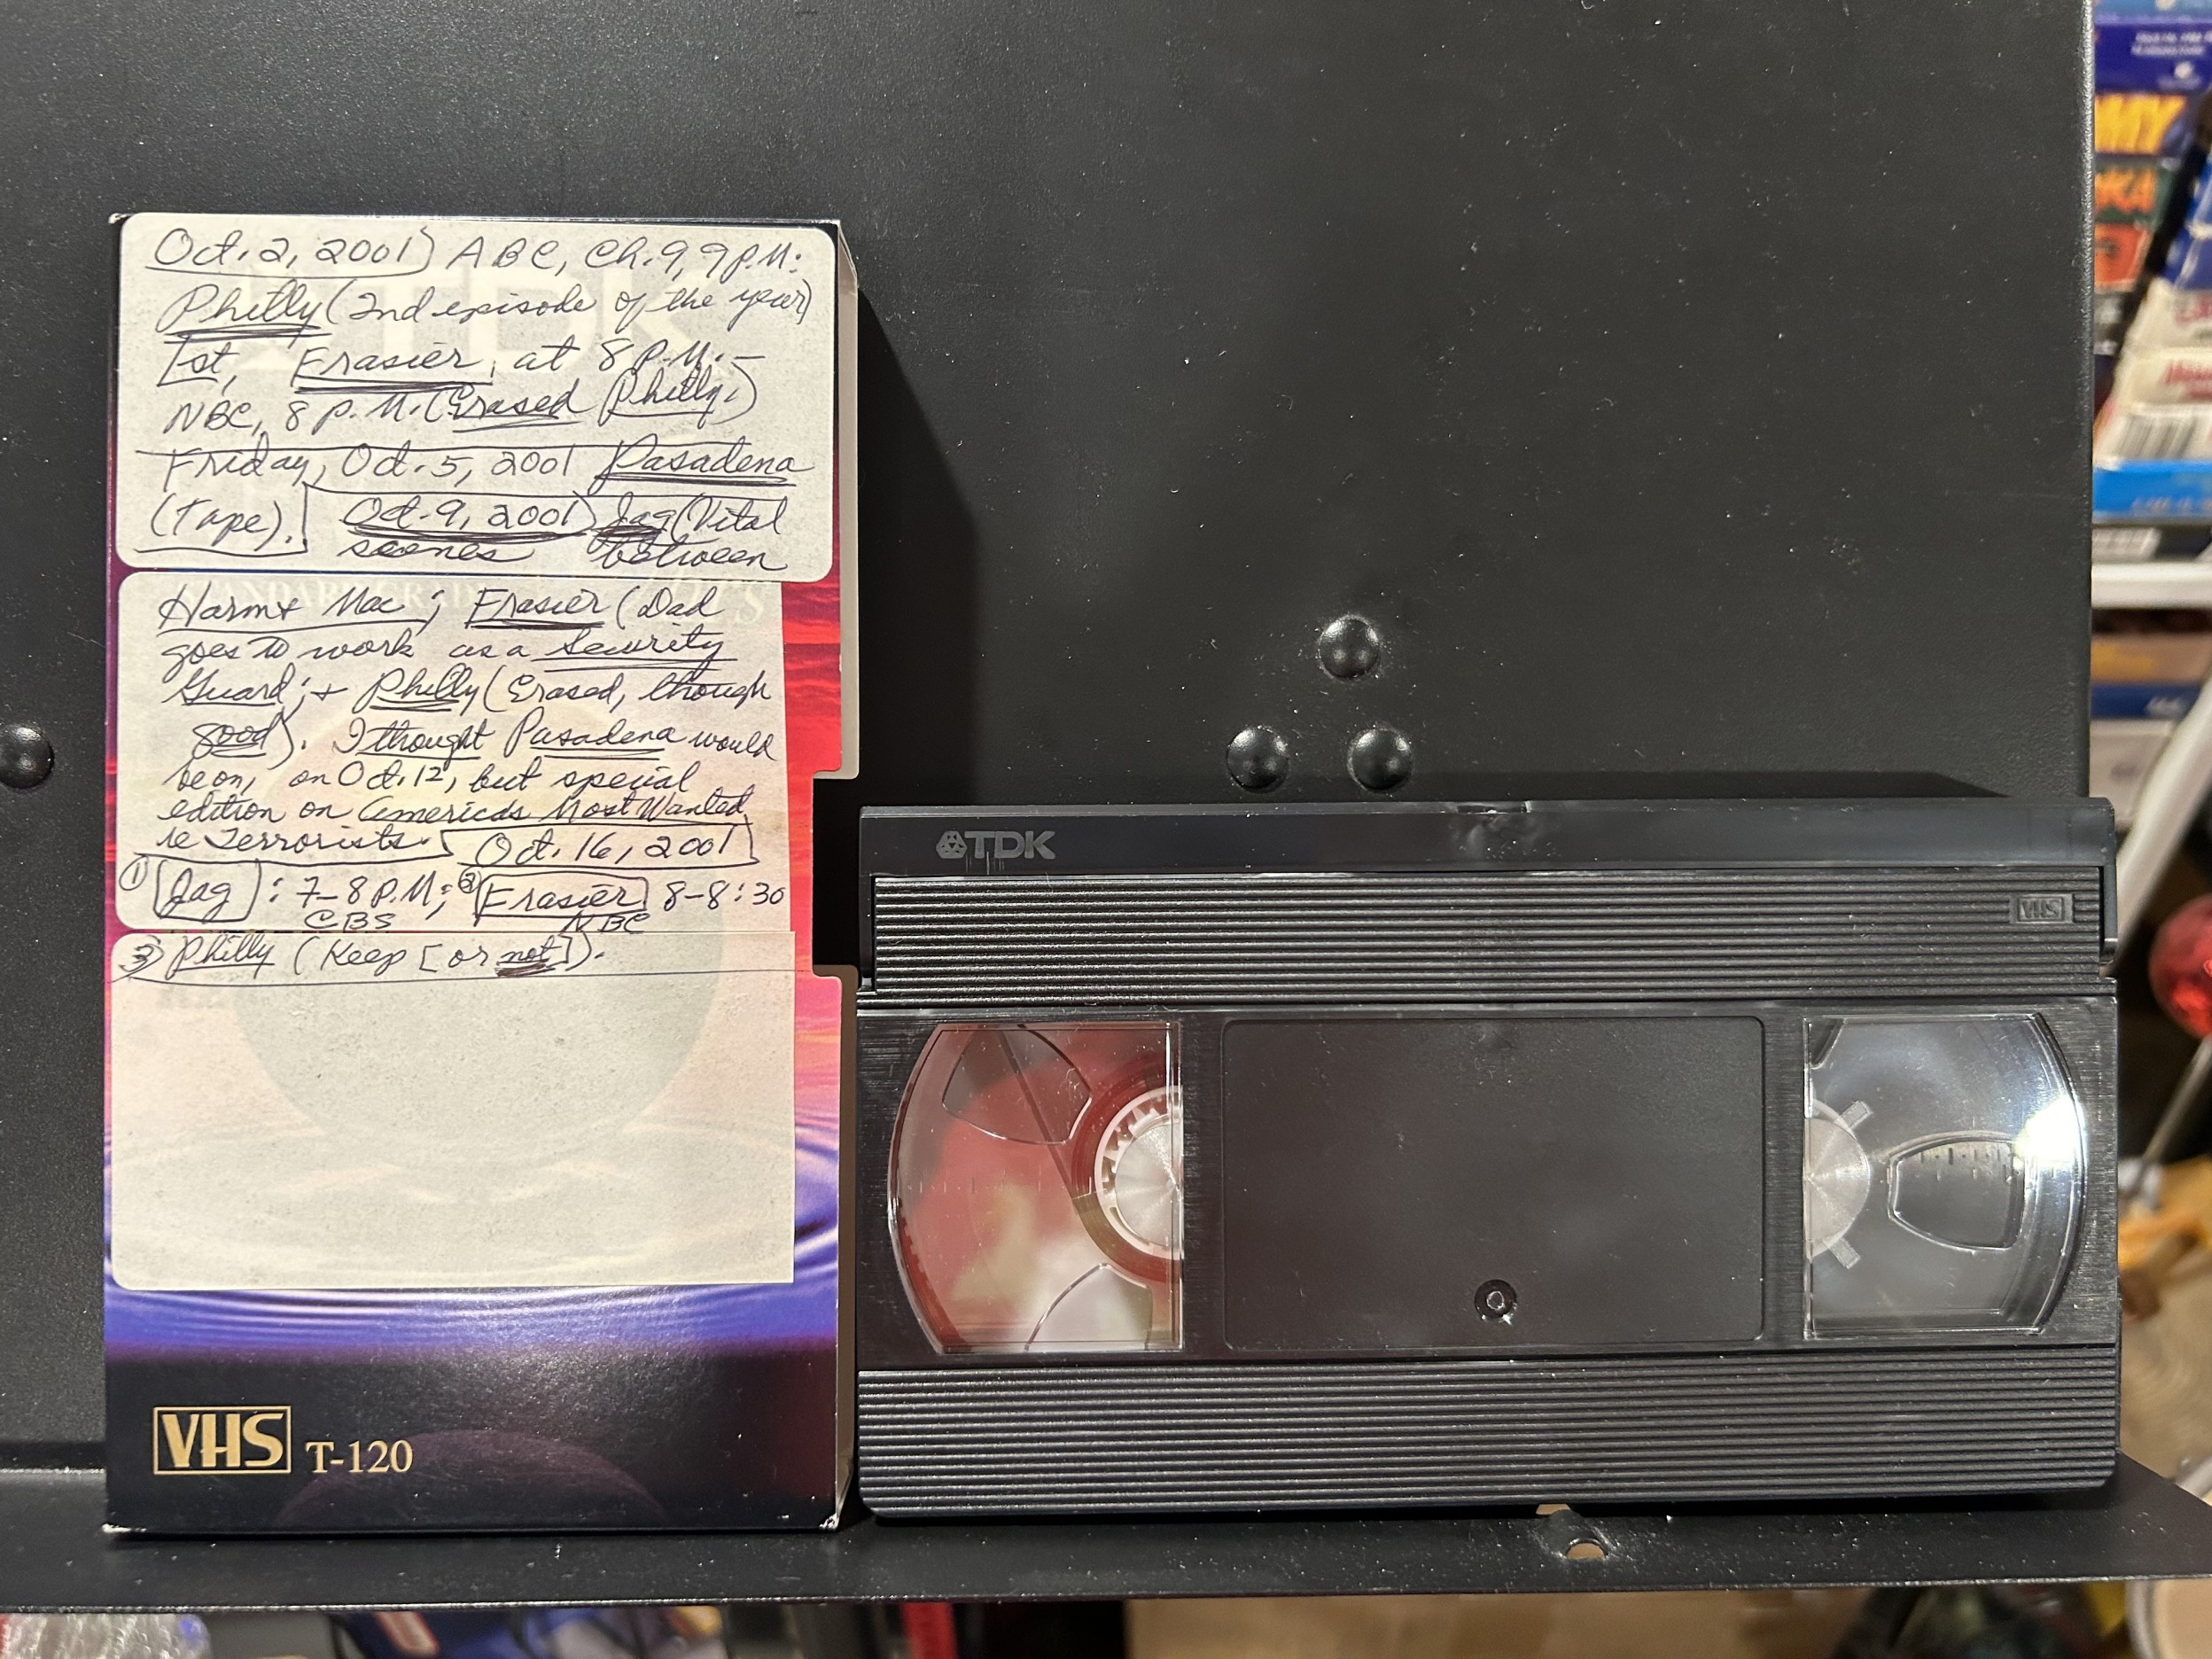 Oct. 2, 2001) ABC, Ch. 9, 9 P.M:
Philly (2nd episode of the year)
1st, Frasier, at 8 P.M. –
NBC, 8 P.M. (Erased Philly.)
Friday, Oct. 5, 2001 Pasadena
(Tape). Oct. 9, 2001) Jag (Vital
scenes between
Harm + Mac; Frasier (Dad
goes to work as a Security
Guard; + Philly (Erased, though
good). I thought Pasadena would
be on, on Oct. 12, but special
edition on Americas Most Wanted
re Terrorists. Oct. 16, 2001
① Jag : 7–8 P.M; ② Frasier 8–8:30
CBS NBC
③ Philly (Keep [or not]).
VHS T-120
TDK
VHS